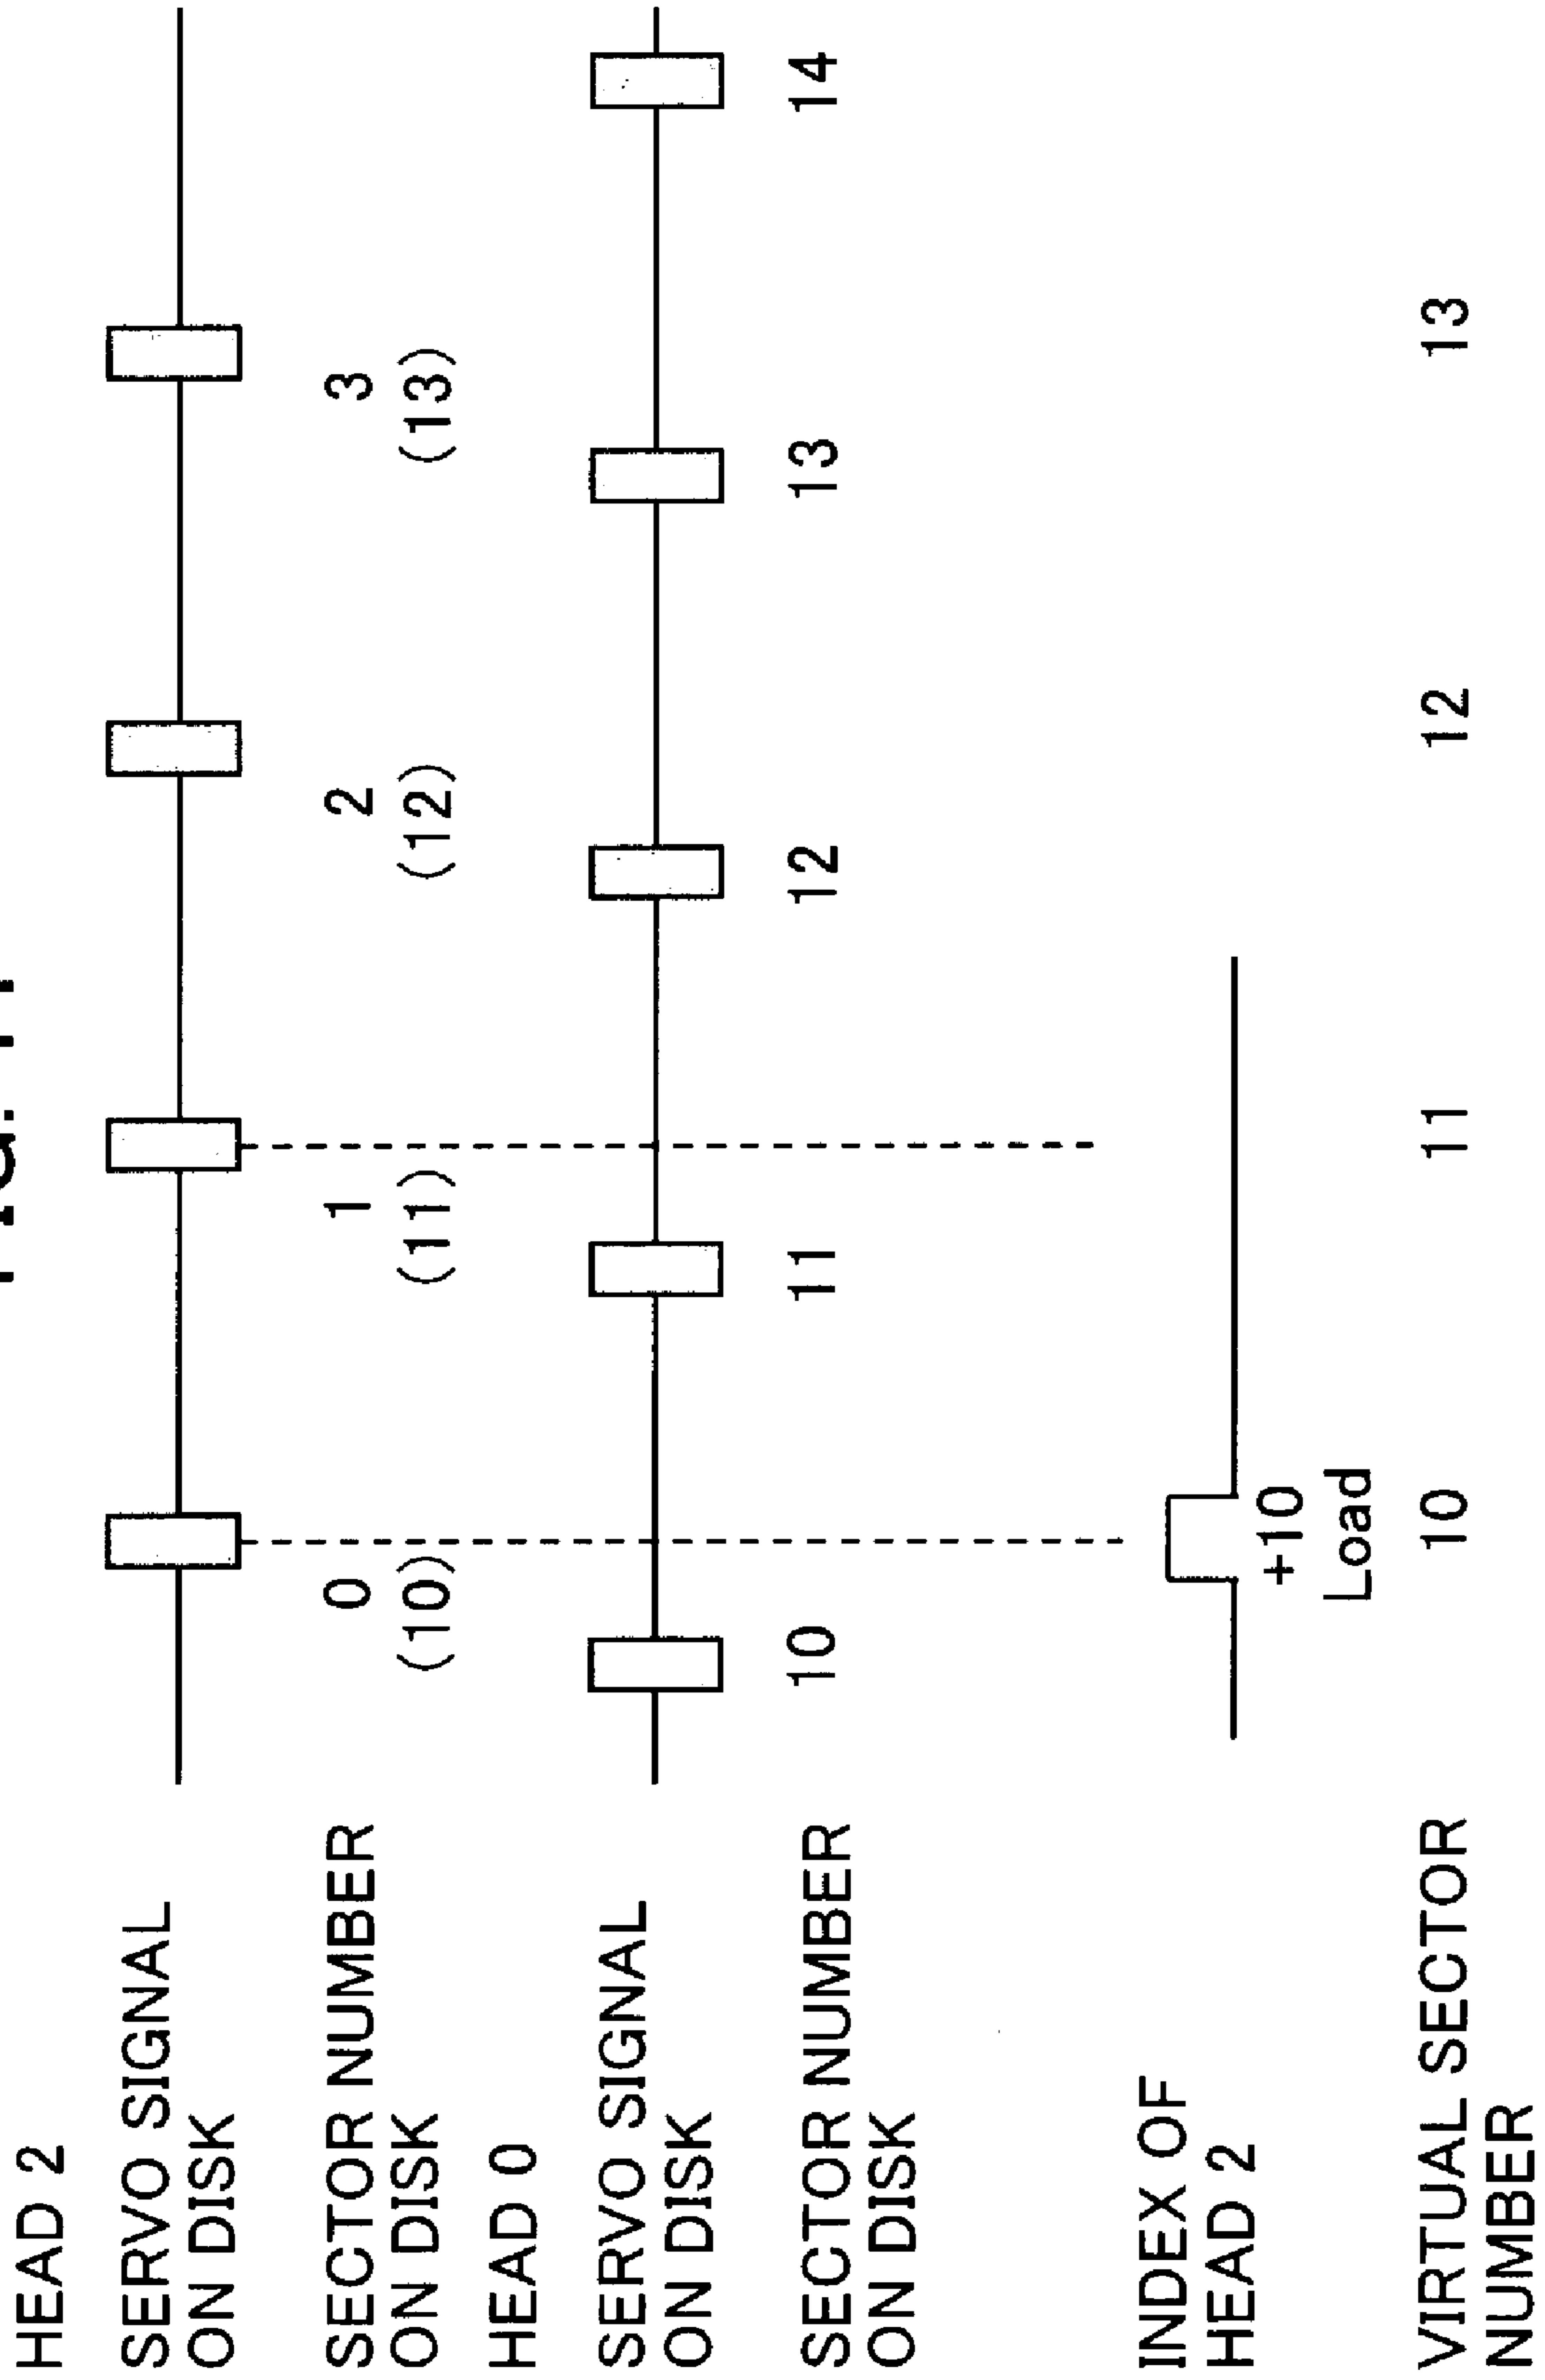 HEAD 2
SERVO SIGNAL
ON DISK
SECTOR NUMBER 0 1 2 3
ON DISK (10) (11) (12) (13)
HEAD 0
SERVO SIGNAL
ON DISK
SECTOR NUMBER 10 11 12 13 14
ON DISK
INDEX OF
HEAD 2
+10
Load
VIRTUAL SECTOR 10 11 12 13
NUMBER